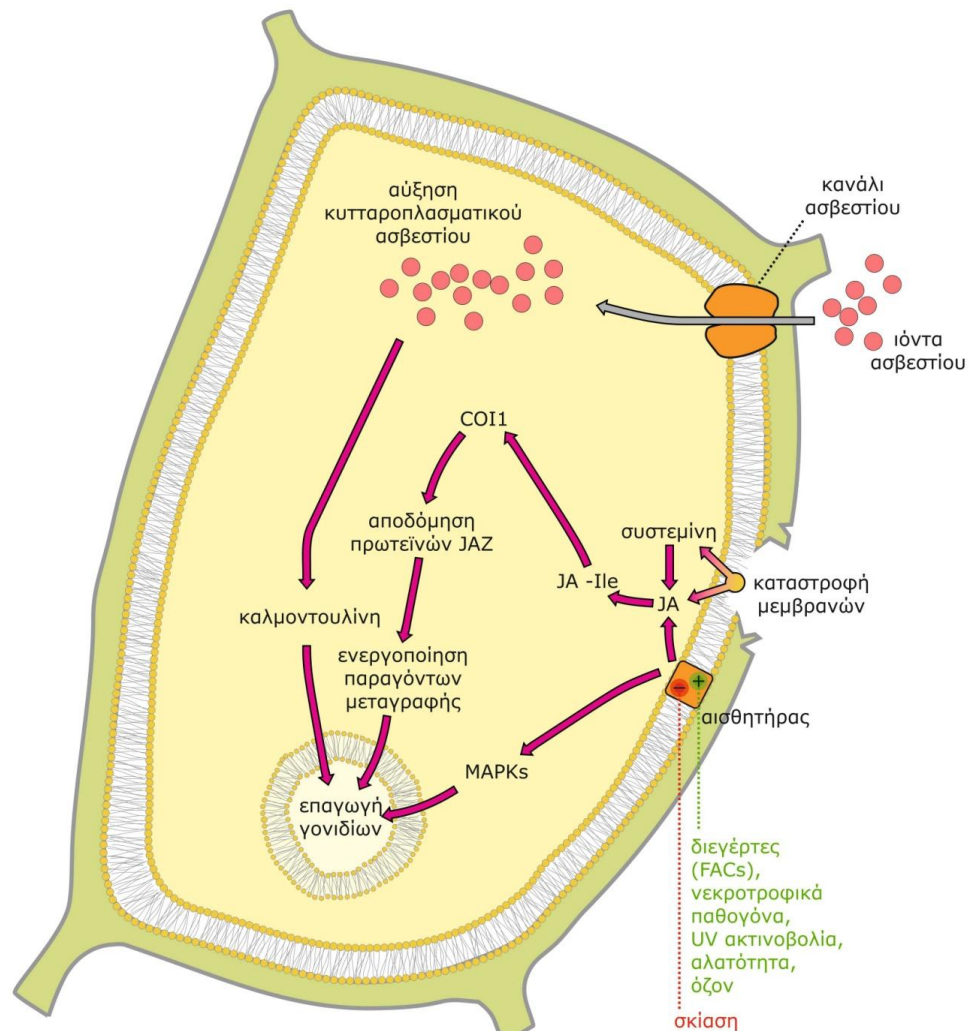 αύξηση
κυτταροπλασματικού
ασβεστίου
κανάλι
ασβεστίου
ιόντα
ασβεστίου
COI1
αποδόμηση
πρωτεϊνών JAZ
συστεμίνη
JA -Ile
JA
καταστροφή
μεμβρανών
καλμοντουλίνη
ενεργοποίηση
παραγόντων
μεταγραφής
− +
αισθητήρας
MAPKs
επαγωγή
γονιδίων
διεγέρτες
(FACs),
νεκροτροφικά
παθογόνα,
UV ακτινοβολία,
αλατότητα,
όζον
σκίαση